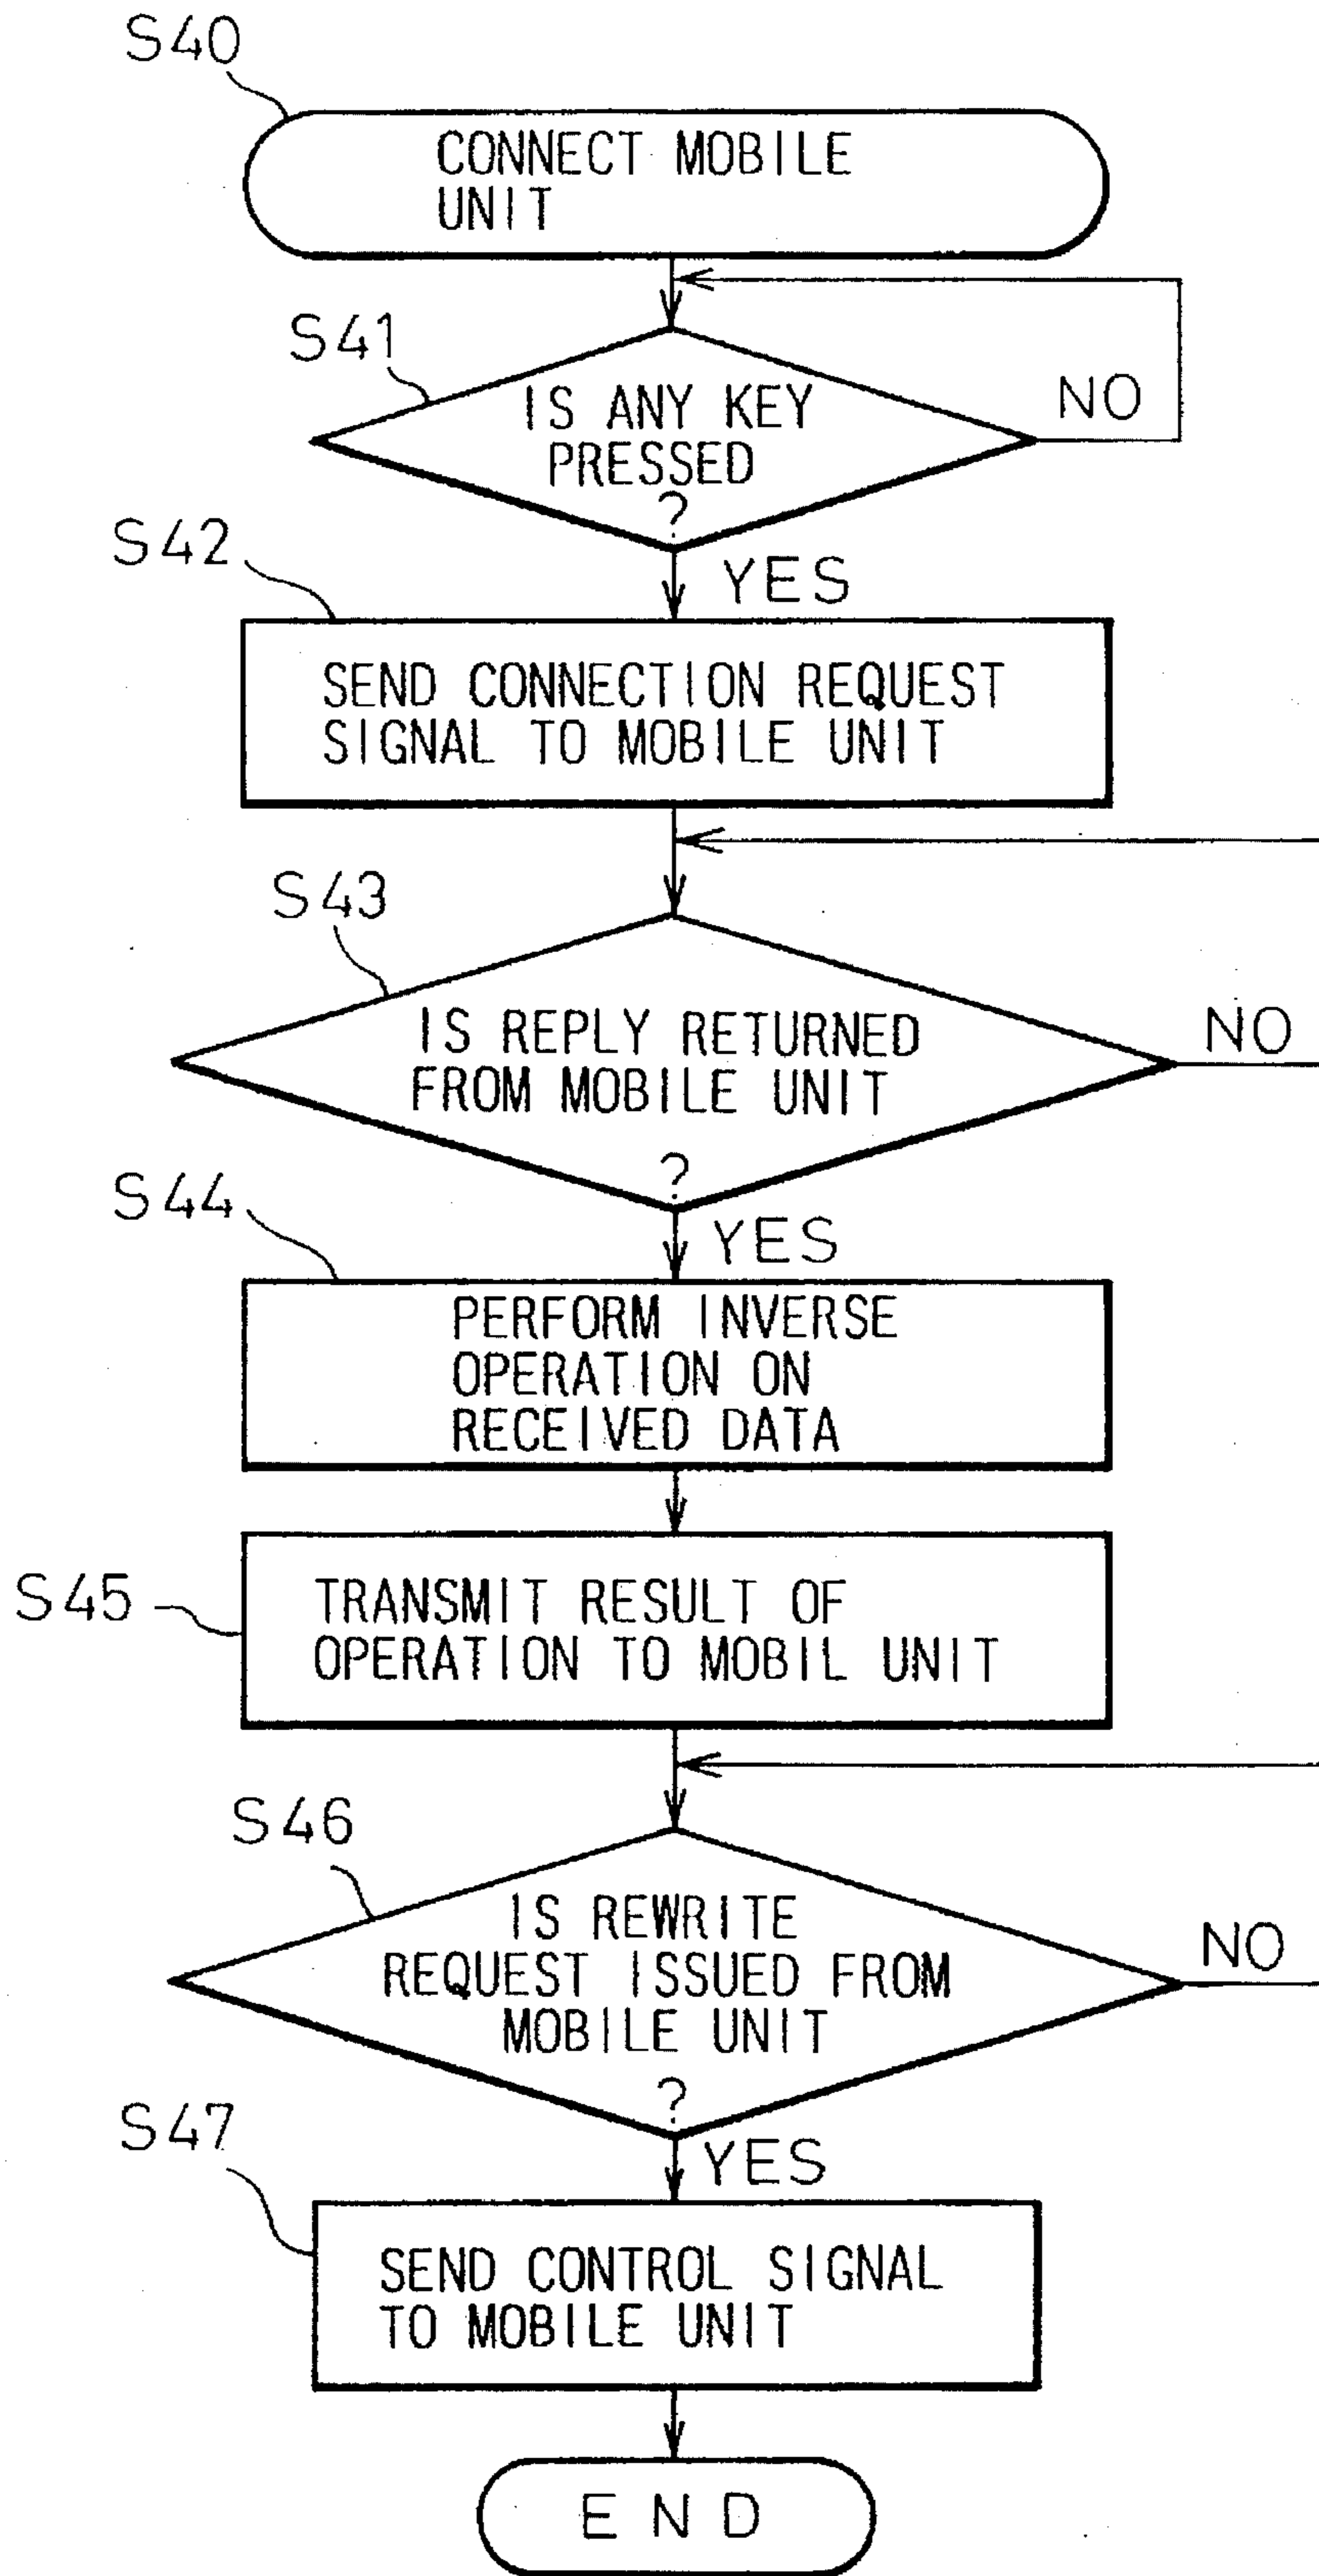 S40
CONNECT MOBILE
UNIT
S41
IS ANY KEY
PRESSED
?
NO
YES
S42
SEND CONNECTION REQUEST
SIGNAL TO MOBILE UNIT
S43
IS REPLY RETURNED
FROM MOBILE UNIT
?
NO
YES
S44
PERFORM INVERSE
OPERATION ON
RECEIVED DATA
S45
TRANSMIT RESULT OF
OPERATION TO MOBIL UNIT
S46
IS REWRITE
REQUEST ISSUED FROM
MOBILE UNIT
?
NO
YES
S47
SEND CONTROL SIGNAL
TO MOBILE UNIT
END